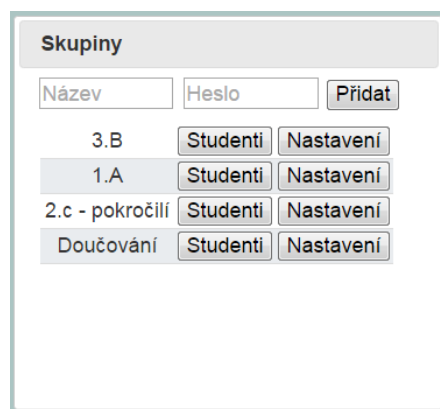 Skupiny
Název Heslo Přidat
3.B Studenti Nastavení
1.A Studenti Nastavení
2.c - pokročilí Studenti Nastavení
Doučování Studenti Nastavení